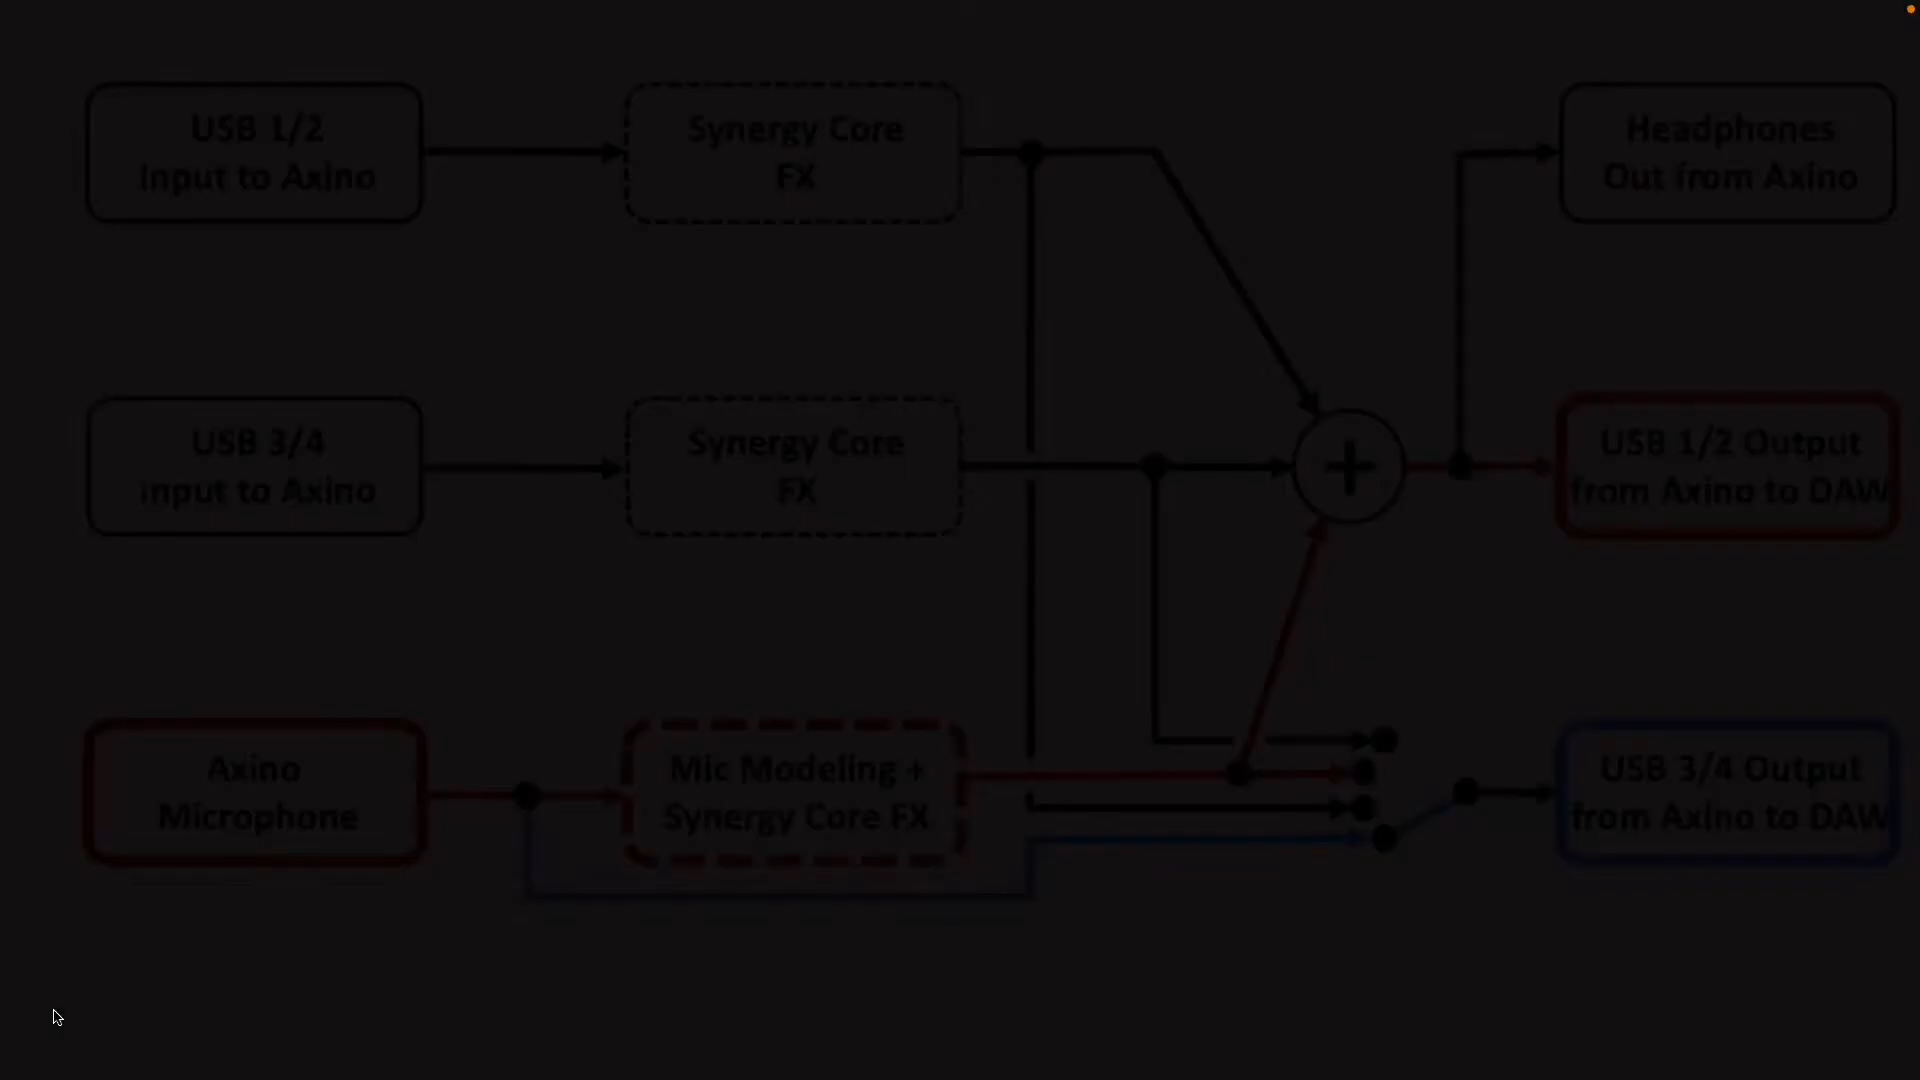 USB 1/2
Input to Axino
Synergy Core
FX
Headphones
Out from Axino
USB 3/4
Input to Axino
Synergy Core
FX
+
USB 1/2 Output
from Axino to DAW
Axino
Microphone
Mic Modeling +
Synergy Core FX
USB 3/4 Output
from Axino to DAW